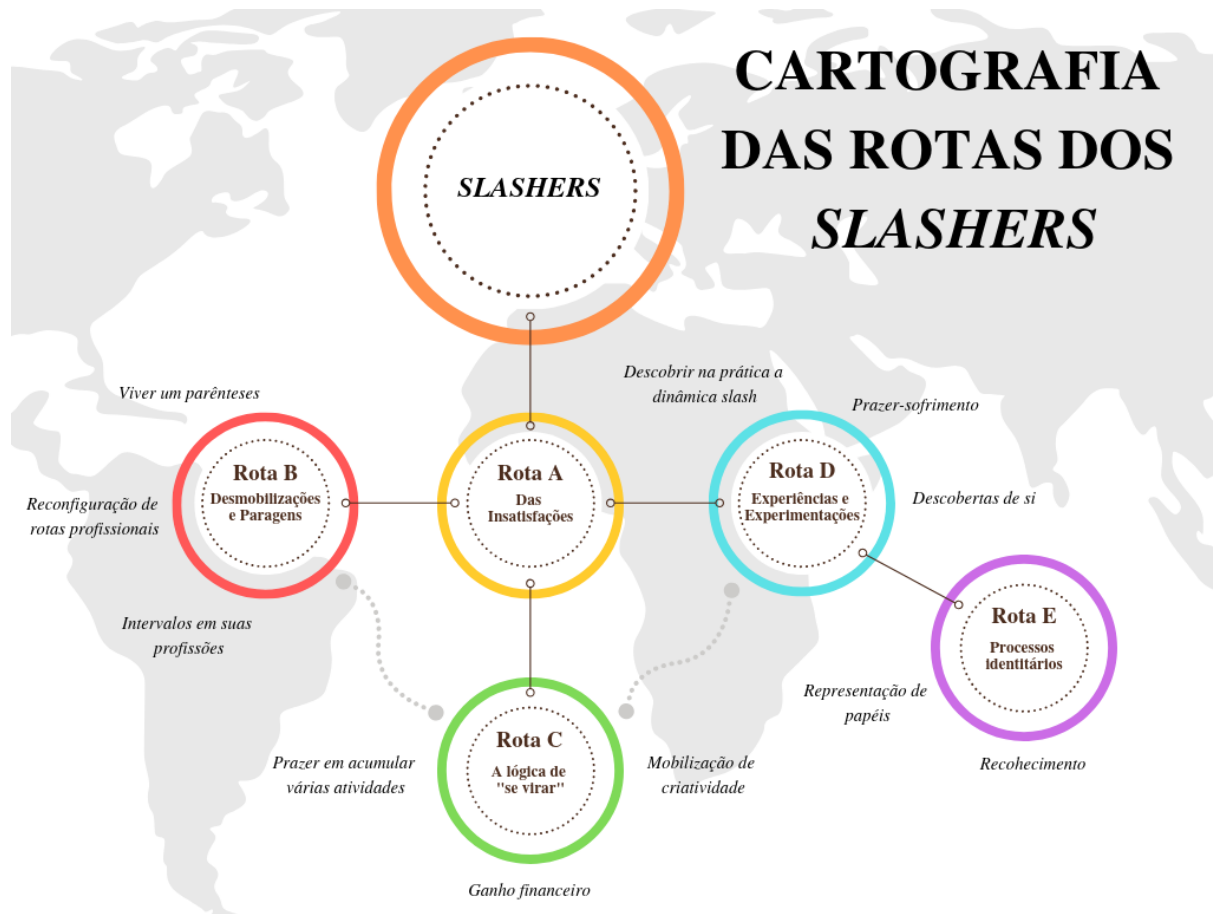 CARTOGRAFIA
DAS ROTAS DOS
SLASHERS
SLASHERS
Viver um parênteses
Rota B
Desmobilizações
e Paragens
Reconfiguração de
rotas profissionais
Intervalos em suas
profissões
Rota A
Das
Insatisfações
Descobrir na prática a
dinâmica slash
Prazer-sofrimento
Rota D
Experiências e
Experimentações
Descobertas de si
Rota E
Processos
identitários
Representação de
papéis
Recohecimento
Rota C
A lógica de
"se virar"
Prazer em acumular
várias atividades
Mobilização de
criatividade
Ganho financeiro